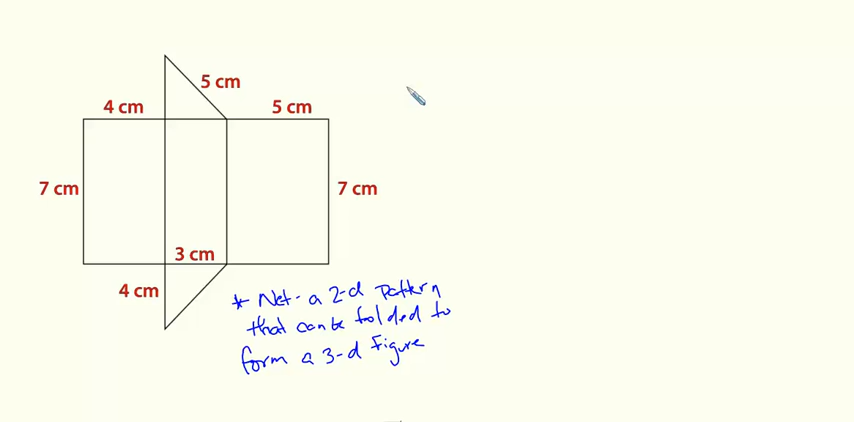 5 cm
4 cm
5 cm
7 cm
7 cm
3 cm
4 cm
* Net - a 2-d pattern
that can be folded to
form a 3-d Figure